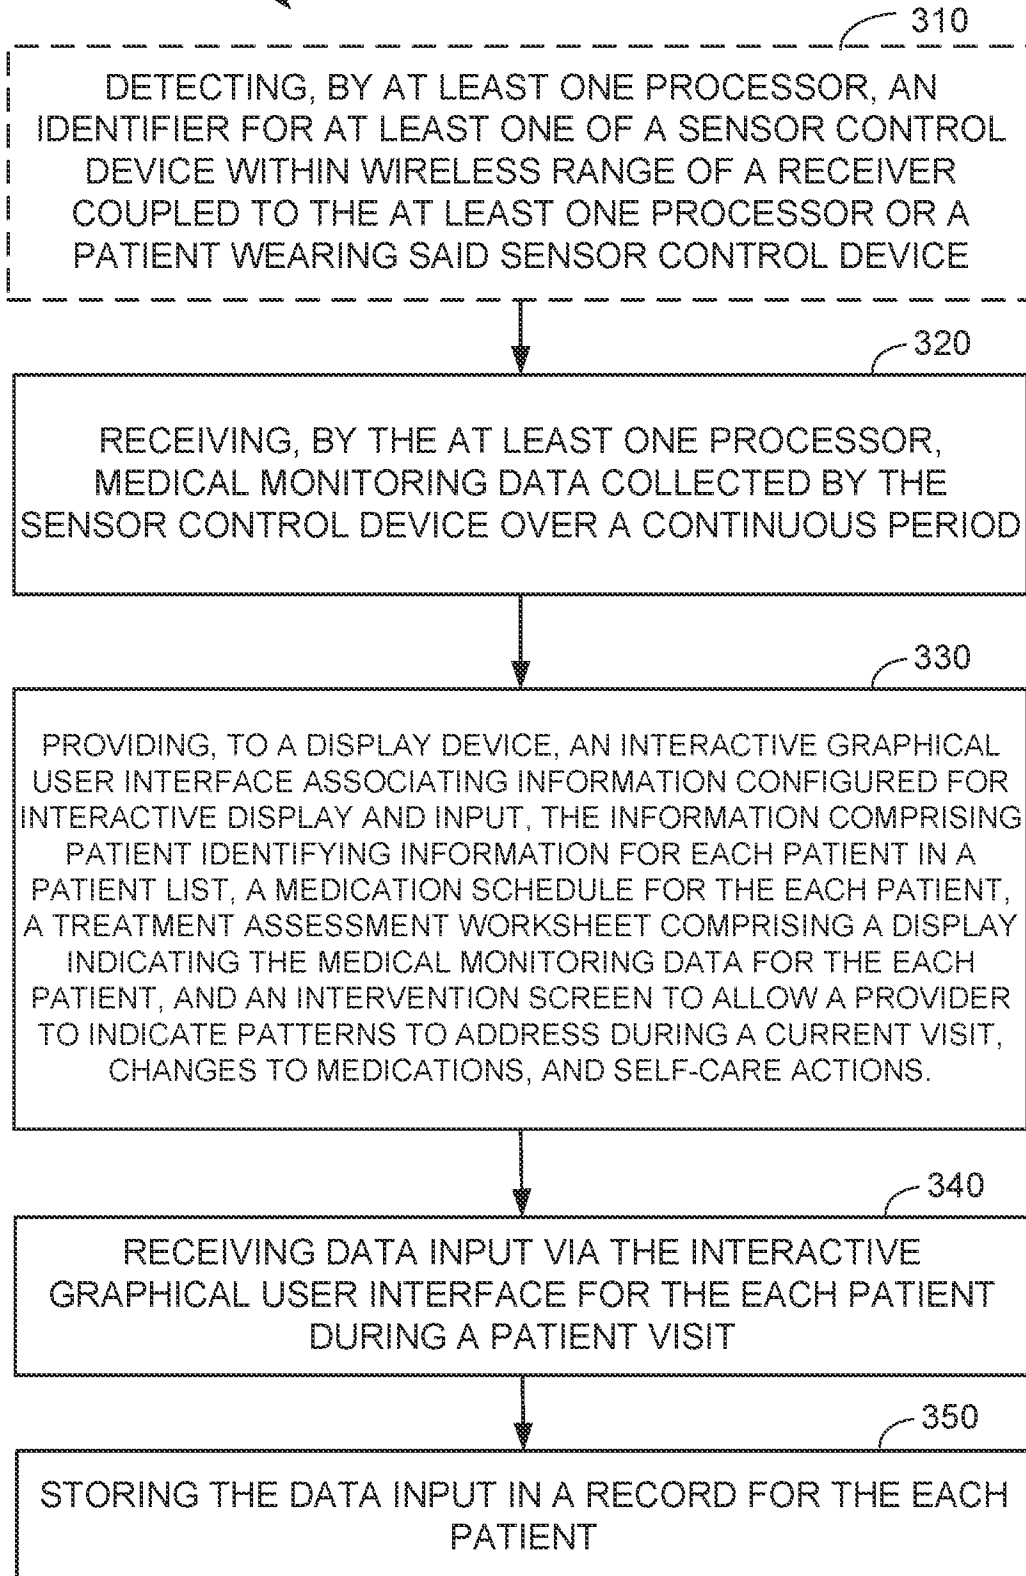 310
DETECTING, BY AT LEAST ONE PROCESSOR, AN
IDENTIFIER FOR AT LEAST ONE OF A SENSOR CONTROL
DEVICE WITHIN WIRELESS RANGE OF A RECEIVER
COUPLED TO THE AT LEAST ONE PROCESSOR OR A
PATIENT WEARING SAID SENSOR CONTROL DEVICE
320
RECEIVING, BY THE AT LEAST ONE PROCESSOR,
MEDICAL MONITORING DATA COLLECTED BY THE
SENSOR CONTROL DEVICE OVER A CONTINUOUS PERIOD
330
PROVIDING, TO A DISPLAY DEVICE, AN INTERACTIVE GRAPHICAL
USER INTERFACE ASSOCIATING INFORMATION CONFIGURED FOR
INTERACTIVE DISPLAY AND INPUT, THE INFORMATION COMPRISING
PATIENT IDENTIFYING INFORMATION FOR EACH PATIENT IN A
PATIENT LIST, A MEDICATION SCHEDULE FOR THE EACH PATIENT,
A TREATMENT ASSESSMENT WORKSHEET COMPRISING A DISPLAY
INDICATING THE MEDICAL MONITORING DATA FOR THE EACH
PATIENT, AND AN INTERVENTION SCREEN TO ALLOW A PROVIDER
TO INDICATE PATTERNS TO ADDRESS DURING A CURRENT VISIT,
CHANGES TO MEDICATIONS, AND SELF-CARE ACTIONS.
340
RECEIVING DATA INPUT VIA THE INTERACTIVE
GRAPHICAL USER INTERFACE FOR THE EACH PATIENT
DURING A PATIENT VISIT
350
STORING THE DATA INPUT IN A RECORD FOR THE EACH
PATIENT